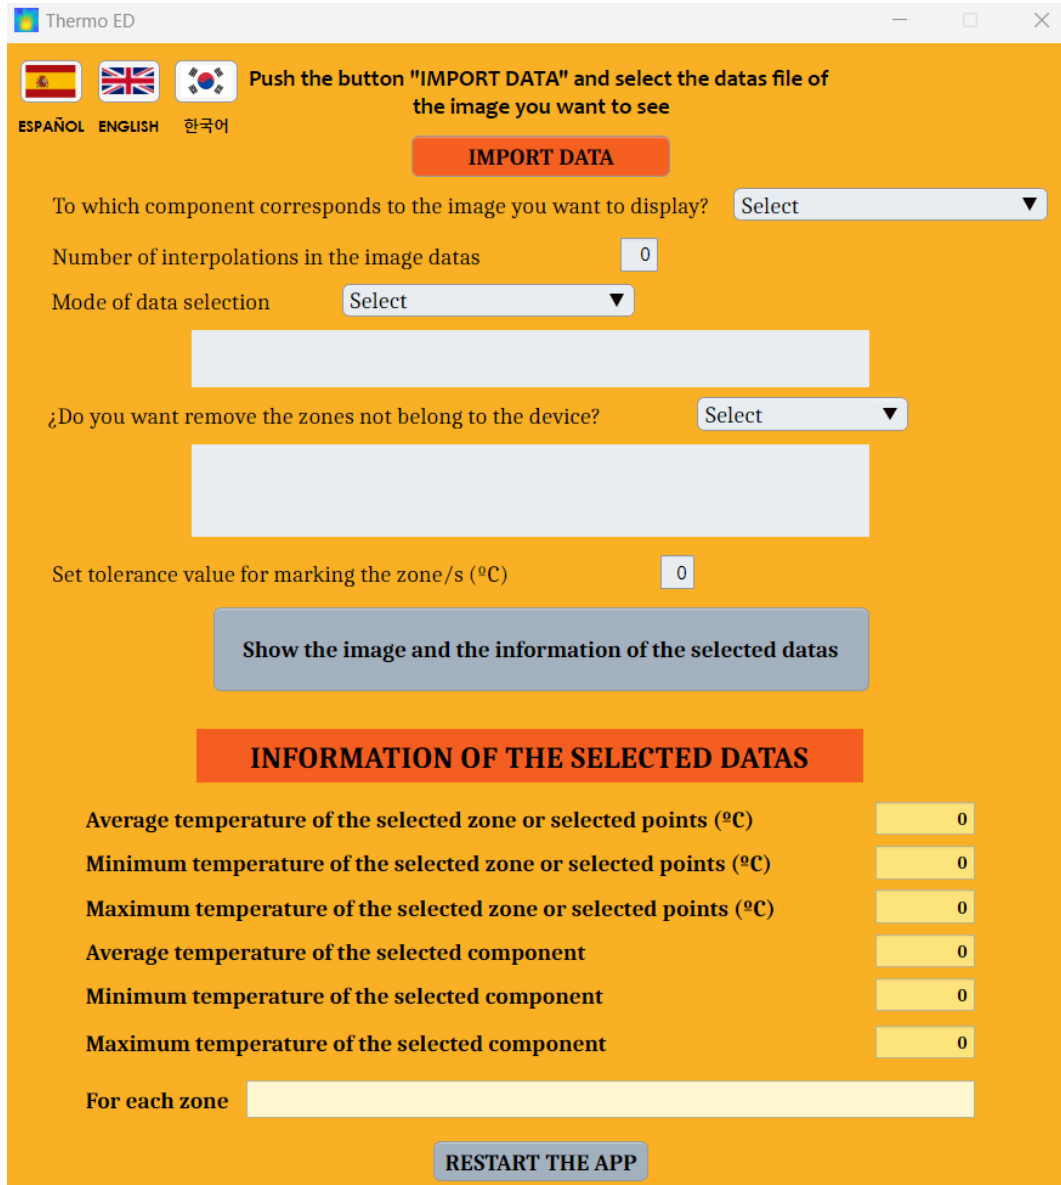 Thermo ED
Push the button "IMPORT DATA" and select the datas file of
the image you want to see
ESPAÑOL ENGLISH 한국어
IMPORT DATA
To which component corresponds to the image you want to display? Select
Number of interpolations in the image datas 0
Mode of data selection Select
¿Do you want remove the zones not belong to the device? Select
Set tolerance value for marking the zone/s (ºC) 0
Show the image and the information of the selected datas
INFORMATION OF THE SELECTED DATAS
Average temperature of the selected zone or selected points (ºC) 0
Minimum temperature of the selected zone or selected points (ºC) 0
Maximum temperature of the selected zone or selected points (ºC) 0
Average temperature of the selected component 0
Minimum temperature of the selected component 0
Maximum temperature of the selected component 0
For each zone
RESTART THE APP